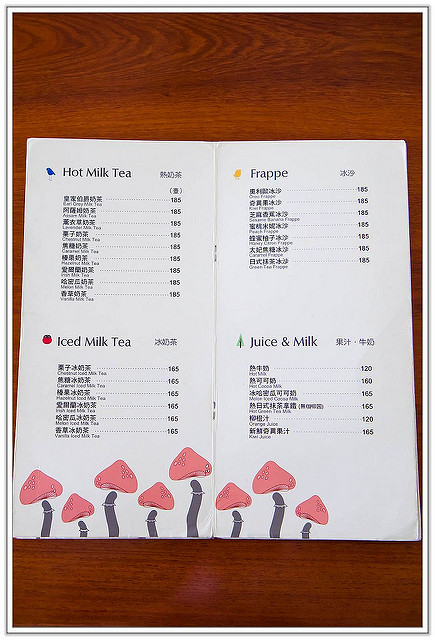 Hot Milk Tea 熱奶茶
(壺)
皇家伯爵奶茶 185
Earl Grey Milk Tea
阿薩姆奶茶 185
Assam Milk Tea
薰衣草奶茶 185
Lavender Milk Tea
栗子奶茶 185
Chestnut Milk Tea
焦糖奶茶 185
Caramel Milk Tea
榛果奶茶 185
Hazelnut Milk Tea
愛爾蘭奶茶 185
Irish Milk Tea
哈密瓜奶茶 185
Melon Milk Tea
香草奶茶 185
Vanilla Milk Tea
Iced Milk Tea 冰奶茶
栗子冰奶茶 165
Chestnut Iced Milk Tea
焦糖冰奶茶 165
Caramel Iced Milk Tea
榛果冰奶茶 165
Hazelnut Iced Milk Tea
愛爾蘭冰奶茶 165
Irish Iced Milk Tea
哈密瓜冰奶茶 165
Melon Iced Milk Tea
香草冰奶茶 165
Vanilla Iced Milk Tea
Frappe 冰沙
奧利歐冰沙 185
Oreo Frappe
奇異果冰沙 185
Kiwi Frappe
芝麻香蕉冰沙 185
Sesame Banana Frappe
蜜桃米妮冰沙 185
Peach Frappe
蜂蜜柚子冰沙 185
Honey Citron Frappe
太妃焦糖冰沙 185
Caramel Frappe
日式抹茶冰沙 185
Green Tea Frappe
Juice & Milk 果汁・牛奶
熱牛奶 120
Hot Milk
熱可可奶 160
Hot Cocoa Milk
冰哈密瓜可可奶 165
Melon Iced Cocoa Milk
熱日式抹茶拿鐵 165
Hot Green Tea Milk
柳橙汁 120
Orange Juice
新鮮奇異果汁 165
Kiwi Juice